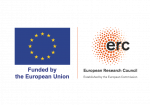 erc
Funded by
the European Union
European Research Council
Established by the European Commission